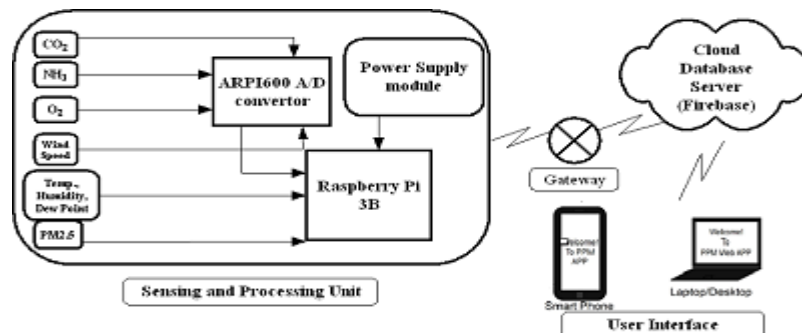 CO2
NH3
O2
Wind
Speed
Temp.,
Humidity,
Dew Point
PM2.5
ARPI600 A/D
convertor
Power Supply
module
Raspberry Pi
3B
Sensing and Processing Unit
Gateway
Cloud
Database
Server
(Firebase)
Welcome!
To PPM
APP
Smart Phone
Welcome!
To
PPM Web APP
Laptop/Desktop
User Interface